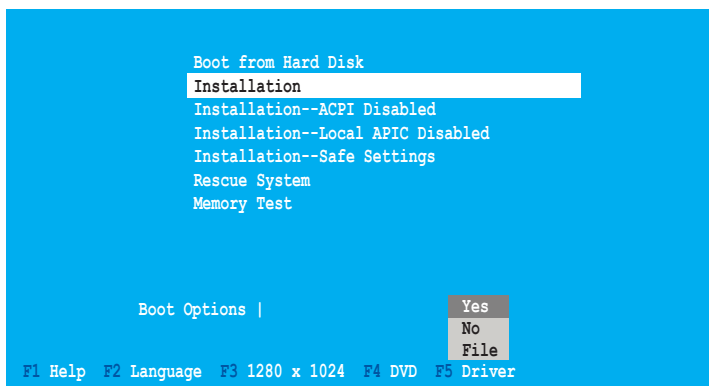 Boot from Hard Disk
Installation
Installation--ACPI Disabled
Installation--Local APIC Disabled
Installation--Safe Settings
Rescue System
Memory Test
Boot Options |
Yes
No
File
F1 Help F2 Language F3 1280 x 1024 F4 DVD F5 Driver